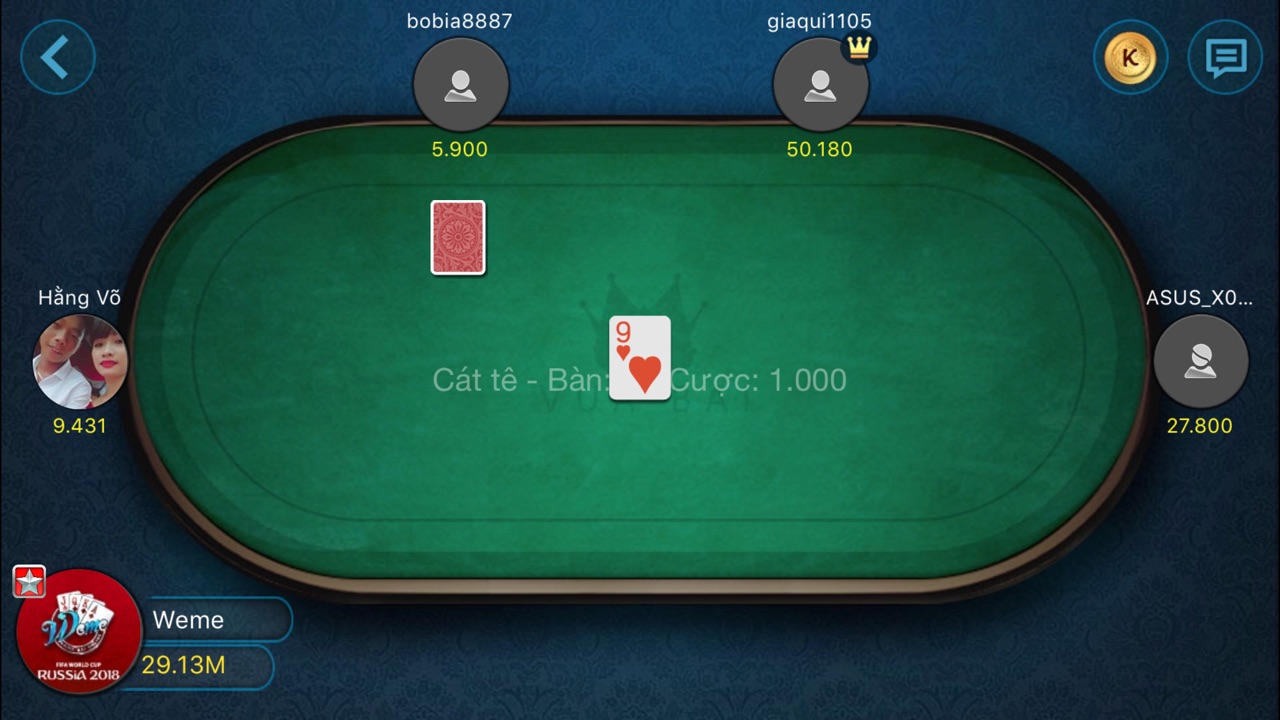 bobia8887
giaqui1105
K
5.900
50.180
Hằng Võ
ASUS_X0...
9
Cát tê - Bàn: Cược: 1.000
9.431
27.800
Weme
Weme
29.13M
FIFA WORLD CUP
RUSSIA 2018